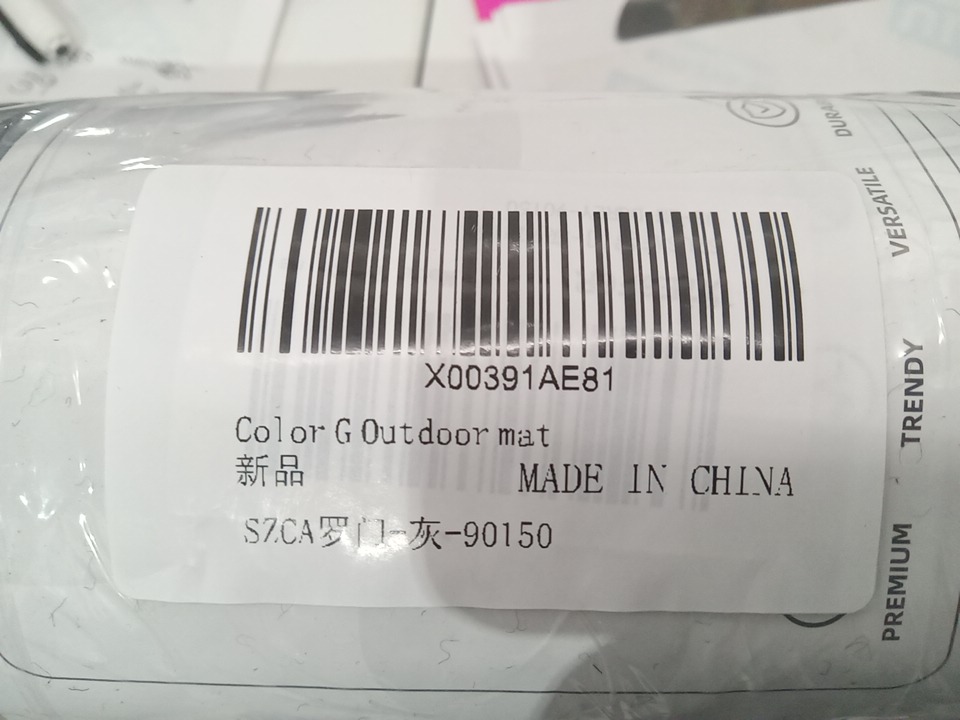 X00391AE81
Color G Outdoor mat
新品
MADE IN CHINA
SZCA罗门-灰-90150
PREMIUM
TRENDY
VERSATILE